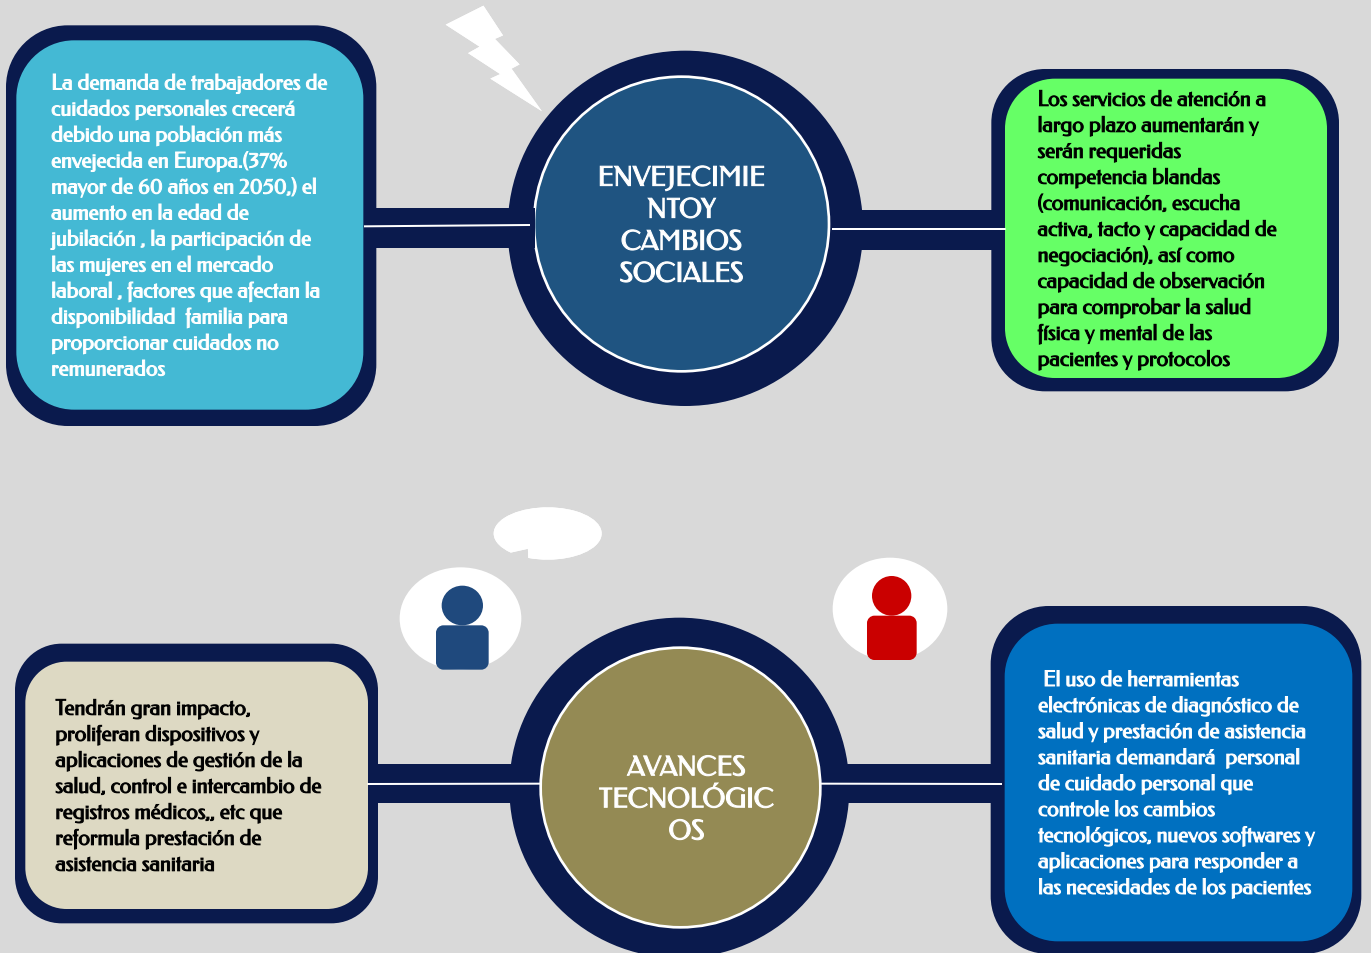 La demanda de trabajadores de
cuidados personales crecerá
debido una población más
envejecida en Europa.(37%
mayor de 60 años en 2050,) el
aumento en la edad de
jubilación , la participación de
las mujeres en el mercado
laboral , factores que afectan la
disponibilidad  familia para
proporcionar cuidados no
remunerados
ENVEJECIMIE
NTOY
CAMBIOS
SOCIALES
Los servicios de atención a
largo plazo aumentarán y
serán requeridas
competencia blandas
(comunicación, escucha
activa, tacto y capacidad de
negociación), así como
capacidad de observación
para comprobar la salud
física y mental de las
pacientes y protocolos
Tendrán gran impacto,
proliferan dispositivos y
aplicaciones de gestión de la
salud, control e intercambio de
registros médicos,, etc que
reformula prestación de
asistencia sanitaria
AVANCES
TECNOLÓGIC
OS
El uso de herramientas
electrónicas de diagnóstico de
salud y prestación de asistencia
sanitaria demandará  personal
de cuidado personal que
controle los cambios
tecnológicos, nuevos softwares y
aplicaciones para responder a
las necesidades de los pacientes